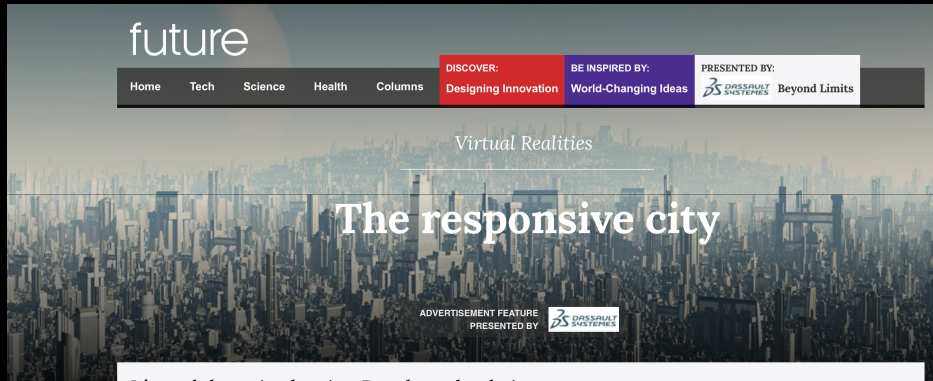 future
Home Tech Science Health Columns
DISCOVER:
Designing Innovation
BE INSPIRED BY:
World-Changing Ideas
PRESENTED BY:
DASSAULT
SYSTEMES
Beyond Limits
Virtual Realities
The responsive city
ADVERTISEMENT FEATURE
PRESENTED BY
DASSAULT
SYSTEMES